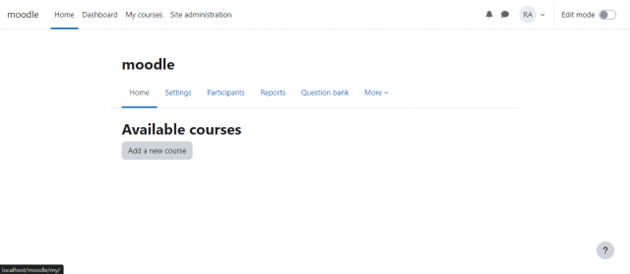 moodle Home Dashboard My courses Site administration RA Edit mode
moodle
Home Settings Participants Reports Question bank More
Available courses
Add a new course
?
localhost/moodle/my/